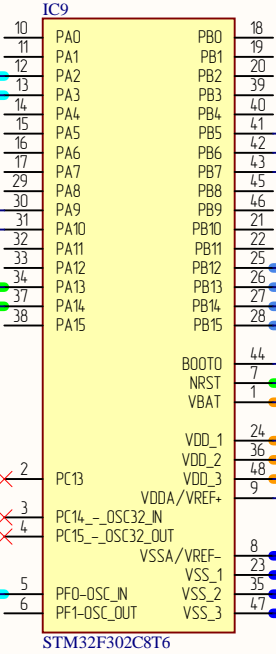 IC9
10 PA0 PB0 18
11 PA1 PB1 19
12 PA2 PB2 20
13 PA3 PB3 39
14 PA4 PB4 40
15 PA5 PB5 41
16 PA6 PB6 42
17 PA7 PB7 43
29 PA8 PB8 45
30 PA9 PB9 46
31 PA10 PB10 21
32 PA11 PB11 22
33 PA12 PB12 25
34 PA13 PB13 26
37 PA14 PB14 27
38 PA15 PB15 28
BOOT0 44
NRST 7
VBAT 1
VDD_1 24
VDD_2 36
2 PC13 VDD_3 48
VDDA/VREF+ 9
3 PC14_-_OSC32_IN
4 PC15_-_OSC32_OUT
VSSA/VREF- 8
VSS_1 23
5 PF0-OSC_IN VSS_2 35
6 PF1-OSC_OUT VSS_3 47
STM32F302C8T6